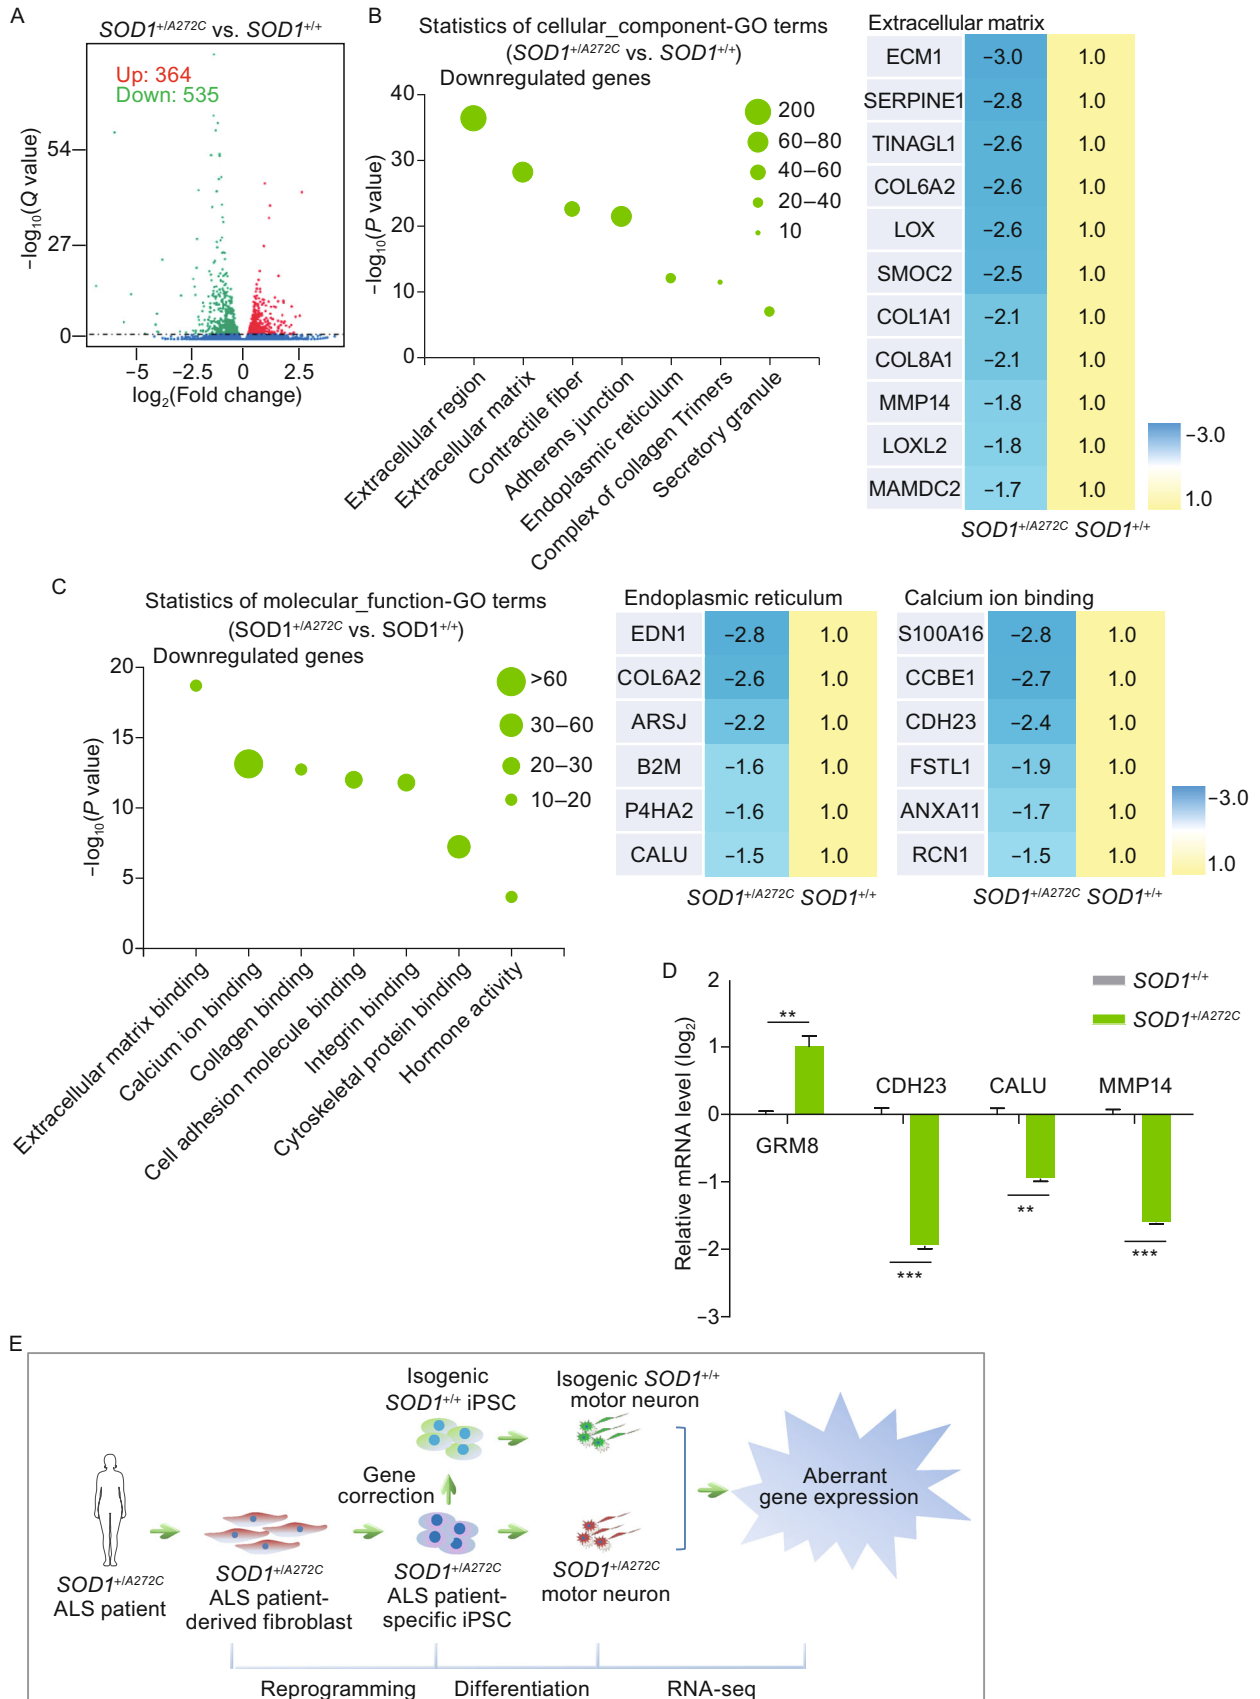 A
SOD1+/A272C vs. SOD1+/+
Up: 364
Down: 535
54
27
0
−log10(Q value)
−5
−2.5
0
2.5
log2(Fold change)
B
Statistics of cellular_component-GO terms
(SOD1+/A272C vs. SOD1+/+)
Downregulated genes
40
30
20
10
0
−log10(P value)
200
60–80
40–60
20–40
10
Extracellular region
Extracellular matrix
Contractile fiber
Adherens junction
Endoplasmic reticulum
Complex of collagen Trimers
Secretory granule
Extracellular matrix
ECM1 −3.0 1.0
SERPINE1 −2.8 1.0
TINAGL1 −2.6 1.0
COL6A2 −2.6 1.0
LOX −2.6 1.0
SMOC2 −2.5 1.0
COL1A1 −2.1 1.0
COL8A1 −2.1 1.0
MMP14 −1.8 1.0
LOXL2 −1.8 1.0
MAMDC2 −1.7 1.0
SOD1+/A272C SOD1+/+
−3.0
1.0
C
Statistics of molecular_function-GO terms
(SOD1+/A272C vs. SOD1+/+)
Downregulated genes
20
15
10
5
0
−log10(P value)
>60
30–60
20–30
10–20
Extracellular matrix binding
Calcium ion binding
Collagen binding
Cell adhesion molecule binding
Integrin binding
Cytoskeletal protein binding
Hormone activity
Endoplasmic reticulum
EDN1 −2.8 1.0
COL6A2 −2.6 1.0
ARSJ −2.2 1.0
B2M −1.6 1.0
P4HA2 −1.6 1.0
CALU −1.5 1.0
SOD1+/A272C SOD1+/+
Calcium ion binding
S100A16 −2.8 1.0
CCBE1 −2.7 1.0
CDH23 −2.4 1.0
FSTL1 −1.9 1.0
ANXA11 −1.7 1.0
RCN1 −1.5 1.0
SOD1+/A272C SOD1+/+
−3.0
1.0
D
2
1
0
−1
−2
−3
Relative mRNA level (log2)
SOD1+/+
SOD1+/A272C
**
GRM8
CDH23
***
CALU
**
MMP14
***
E
Isogenic
SOD1+/+ iPSC
Isogenic SOD1+/+
motor neuron
Gene
correction
Aberrant
gene expression
SOD1+/A272C
ALS patient
SOD1+/A272C
ALS patient-
derived fibroblast
SOD1+/A272C
ALS patient-
specific iPSC
SOD1+/A272C
motor neuron
Reprogramming
Differentiation
RNA-seq